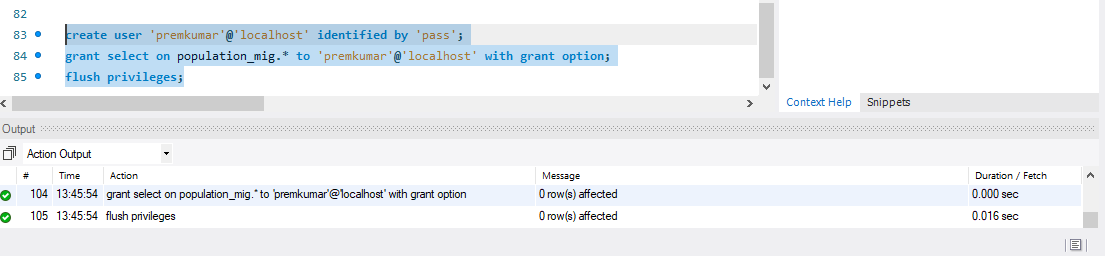 82
83 create user 'premkumar'@'localhost' identified by 'pass';
84 grant select on population_mig.* to 'premkumar'@'localhost' with grant option;
85 flush privileges;
Context Help Snippets
Output
Action Output
# Time Action Message Duration / Fetch
104 13:45:54 grant select on population_mig.* to 'premkumar'@'localhost' with grant option 0 row(s) affected 0.000 sec
105 13:45:54 flush privileges 0 row(s) affected 0.016 sec